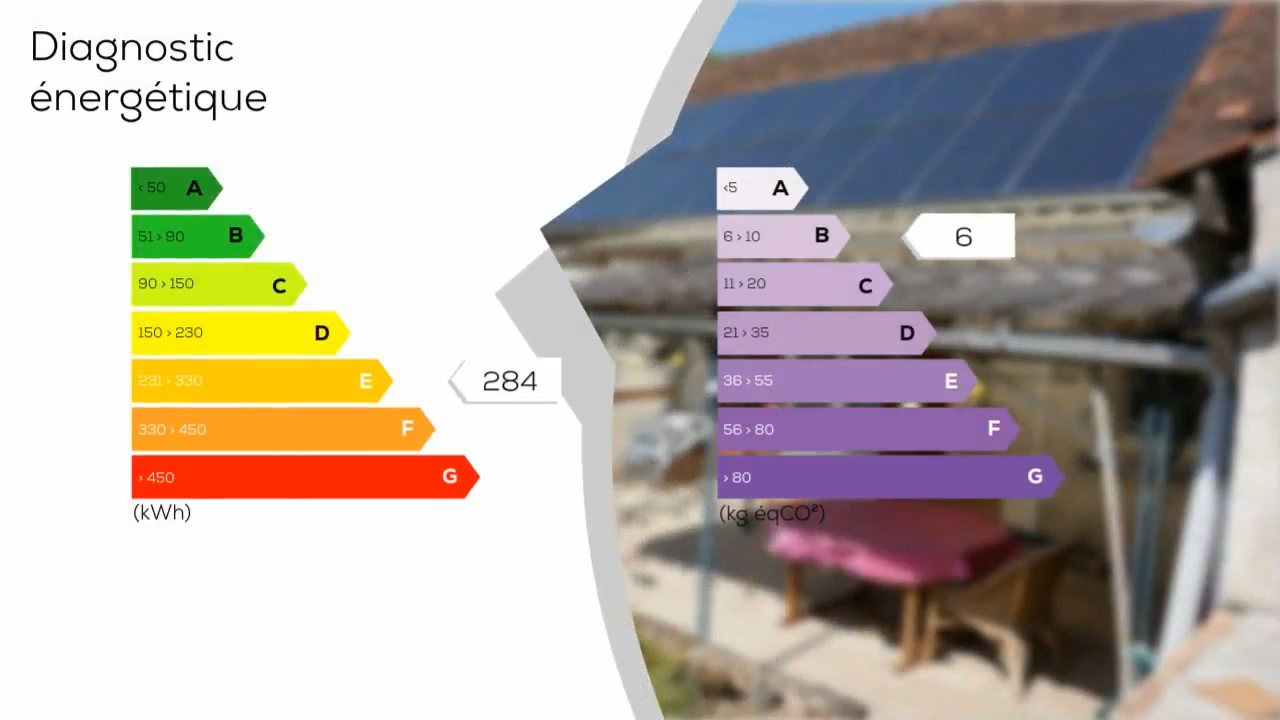 Diagnostic
énergétique
< 50 A
51 > 90 B
90 > 150 C
150 > 230 D
231 > 330 E
284
330 > 450 F
> 450 G
(kWh)
<5 A
6 > 10 B
6
11 > 20 C
21 > 35 D
36 > 55 E
56 > 80 F
> 80 G
(kg éqCO²)